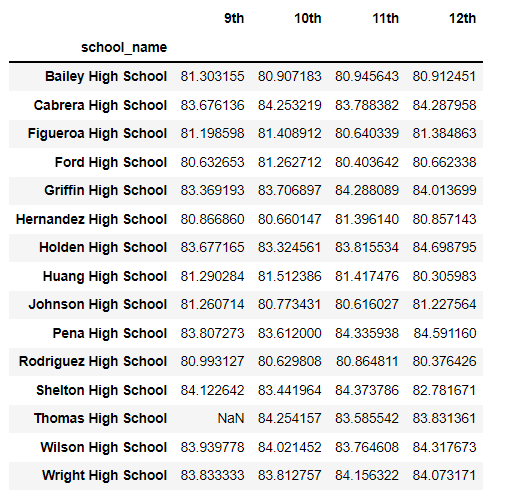 9th 10th 11th 12th
school_name
Bailey High School 81.303155 80.907183 80.945643 80.912451
Cabrera High School 83.676136 84.253219 83.788382 84.287958
Figueroa High School 81.198598 81.408912 80.640339 81.384863
Ford High School 80.632653 81.262712 80.403642 80.662338
Griffin High School 83.369193 83.706897 84.288089 84.013699
Hernandez High School 80.866860 80.660147 81.396140 80.857143
Holden High School 83.677165 83.324561 83.815534 84.698795
Huang High School 81.290284 81.512386 81.417476 80.305983
Johnson High School 81.260714 80.773431 80.616027 81.227564
Pena High School 83.807273 83.612000 84.335938 84.591160
Rodriguez High School 80.993127 80.629808 80.864811 80.376426
Shelton High School 84.122642 83.441964 84.373786 82.781671
Thomas High School NaN 84.254157 83.585542 83.831361
Wilson High School 83.939778 84.021452 83.764608 84.317673
Wright High School 83.833333 83.812757 84.156322 84.073171